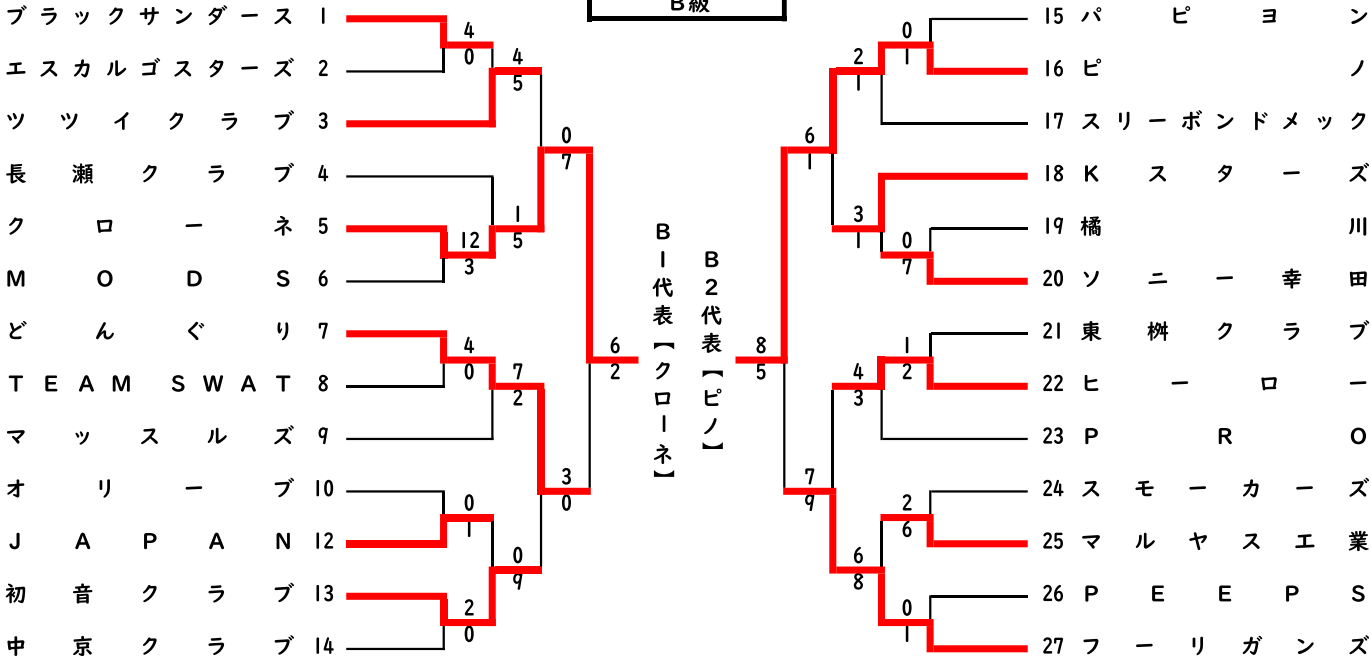 B級
ブラックサンダース 1
エスカルゴスターズ 2
ツツイクラブ 3
長瀬クラブ 4
クローネ 5
MODS 6
どんぐり 7
TEAM SWAT 8
マッスルズ 9
オリーブ 10
JAPAN 12
初音クラブ 13
中京クラブ 14
4
0
12
3
4
0
0
1
2
0
4
5
1
5
7
2
0
9
0
7
3
0
6
2
B1代表【クローネ】
B2代表【ピノ】
8
5
6
1
7
9
2
1
3
1
4
3
6
8
0
1
0
7
1
2
2
6
0
1
15 パピヨン
16 ピノ
17 スリーボンドメック
18 Kスターズ
19 橘川
20 ソニー幸田
21 東桝クラブ
22 ヒーロー
23 PRO
24 スモーカーズ
25 マルヤス工業
26 PEEPS
27 フーリガンズ